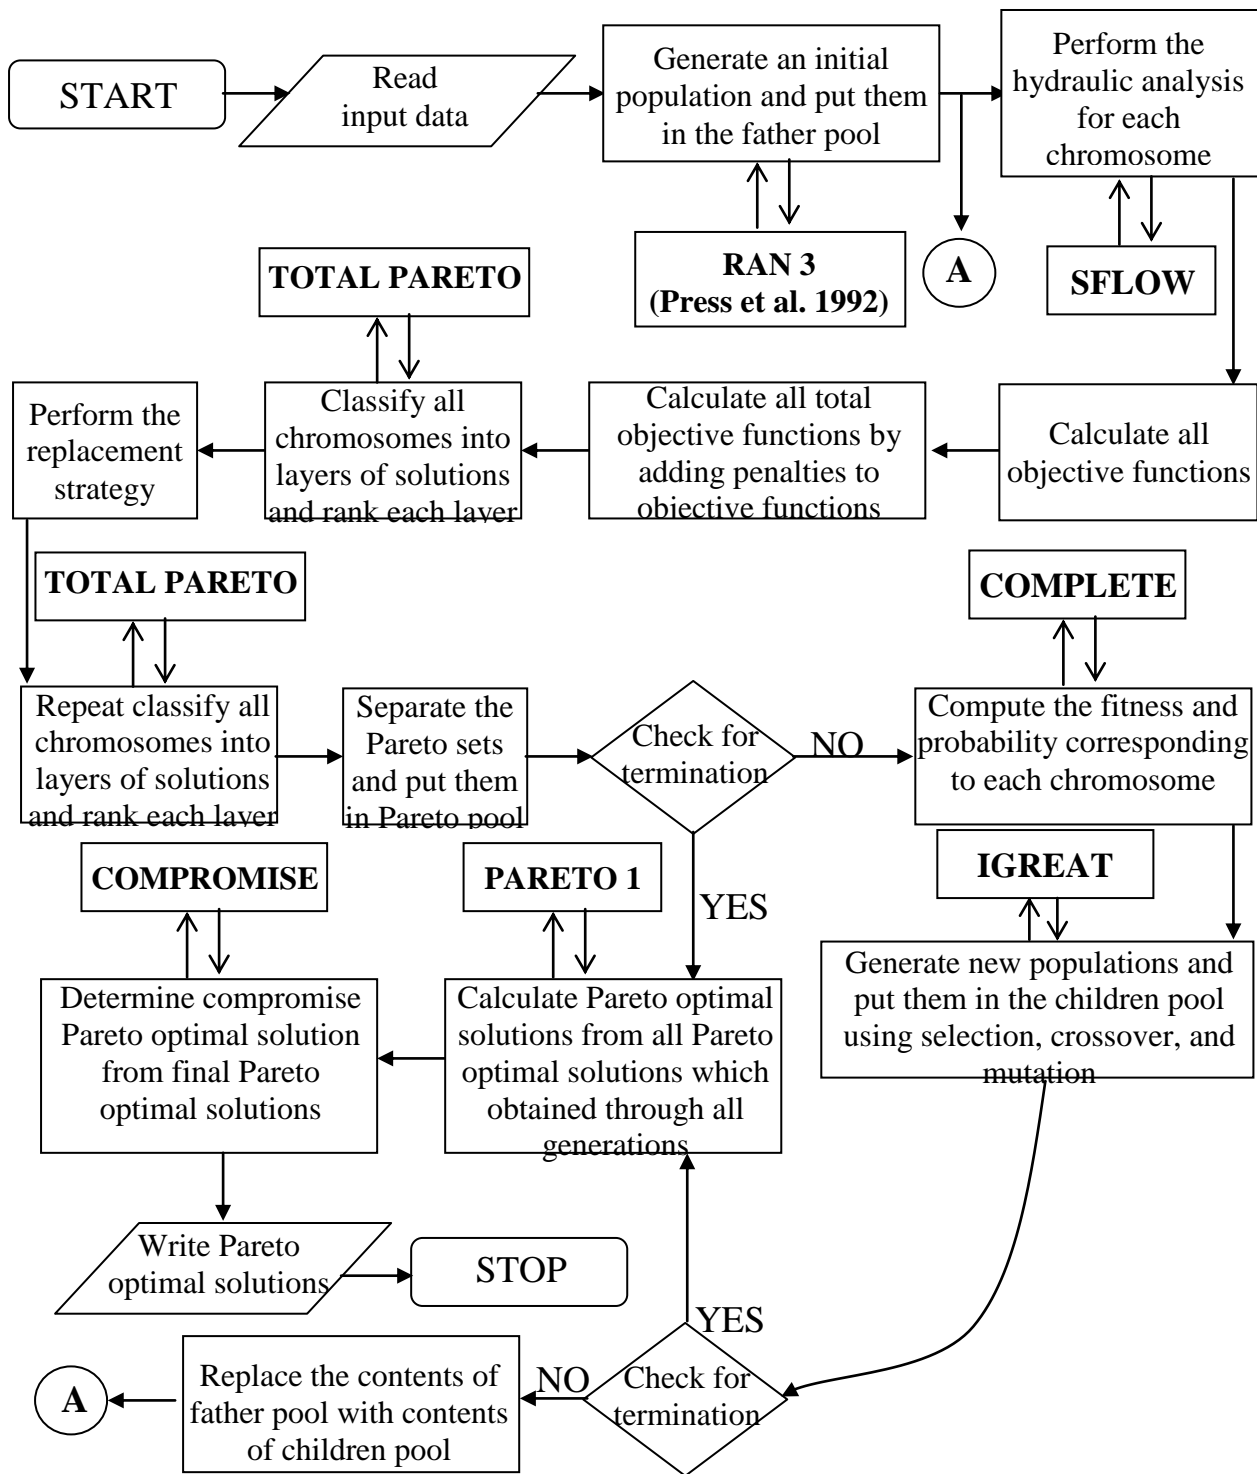 START
Read
input data
Generate an initial
population and put them
in the father pool
Perform the
hydraulic analysis
for each
chromosome
RAN 3
(Press et al. 1992)
A
SFLOW
TOTAL PARETO
Perform the
replacement
strategy
Classify all
chromosomes into
layers of solutions
and rank each layer
Calculate all total
objective functions by
adding penalties to
objective functions
Calculate all
objective functions
TOTAL PARETO
COMPLETE
Repeat classify all
chromosomes into
layers of solutions
and rank each layer
Separate the
Pareto sets
and put them
in Pareto pool
Check for
termination
NO
Compute the fitness and
probability corresponding
to each chromosome
COMPROMISE
PARETO 1
YES
IGREAT
Determine compromise
Pareto optimal solution
from final Pareto
optimal solutions
Calculate Pareto optimal
solutions from all Pareto
optimal solutions which
obtained through all
generations
Generate new populations and
put them in the children pool
using selection, crossover, and
mutation
Write Pareto
optimal solutions
STOP
YES
A
Replace the contents of
father pool with contents
of children pool
NO
Check for
termination